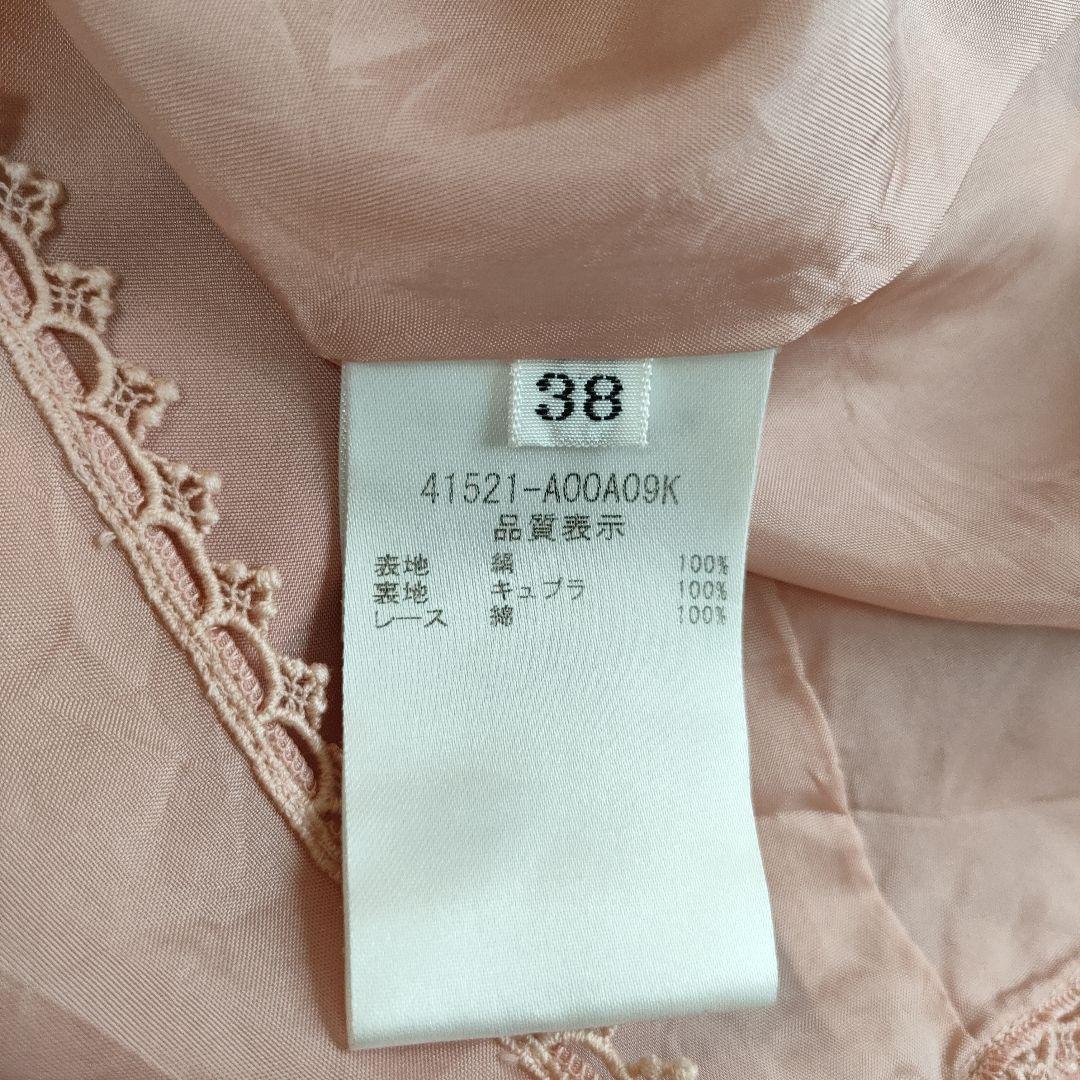 38
41521-A00A09K
品質表示
表地 絹 100%
裏地 キュプラ 100%
レース 綿 100%